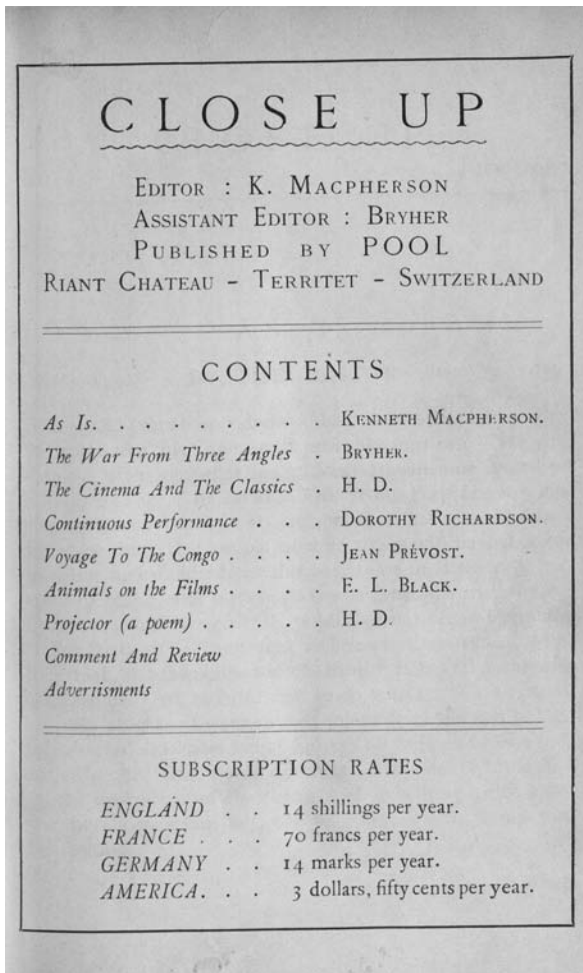 CLOSE UP
EDITOR : K. MACPHERSON
ASSISTANT EDITOR : BRYHER
PUBLISHED BY POOL
RIANT CHATEAU - TERRITET - SWITZERLAND
CONTENTS
As Is. . . . . . . . . . KENNETH MACPHERSON.
The War From Three Angles . BRYHER.
The Cinema And The Classics . H. D.
Continuous Performance . . . DOROTHY RICHARDSON.
Voyage To The Congo . . . . JEAN PRÉVOST.
Animals on the Films . . . . E. L. BLACK.
Projector (a poem) . . . . . H. D.
Comment And Review
Advertisments
SUBSCRIPTION RATES
ENGLAND . . 14 shillings per year.
FRANCE . . . 70 francs per year.
GERMANY . . 14 marks per year.
AMERICA. . . 3 dollars, fifty cents per year.